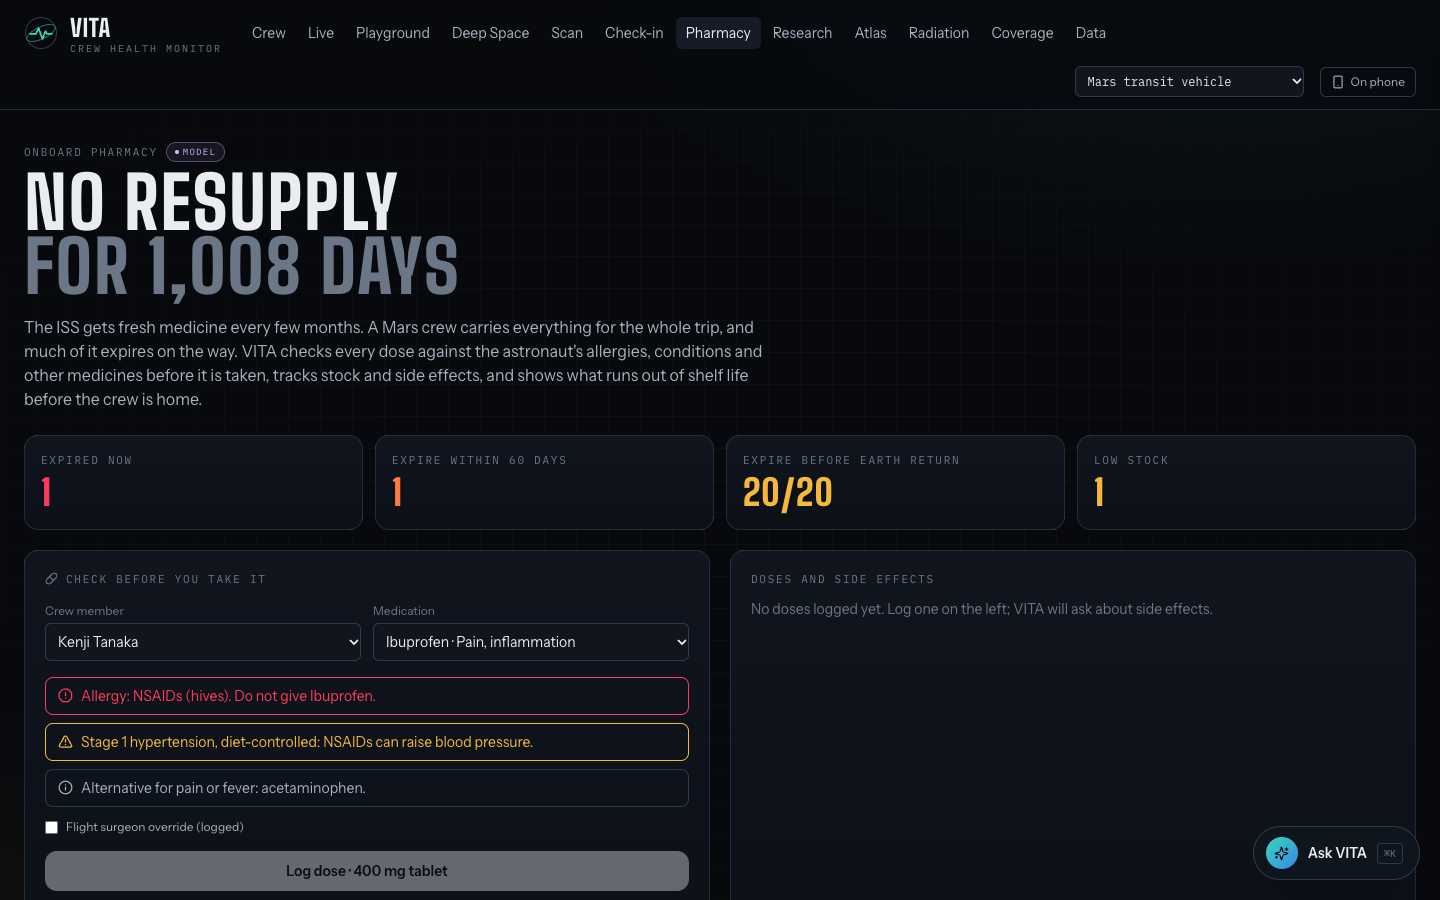 VITA
CREW HEALTH MONITOR
Crew Live Playground Deep Space Scan Check-in Pharmacy Research Atlas Radiation Coverage Data
Mars transit vehicle
On phone
ONBOARD PHARMACY MODEL
NO RESUPPLY
FOR 1,008 DAYS
The ISS gets fresh medicine every few months. A Mars crew carries everything for the whole trip, and
much of it expires on the way. VITA checks every dose against the astronaut's allergies, conditions and
other medicines before it is taken, tracks stock and side effects, and shows what runs out of shelf life
before the crew is home.
EXPIRED NOW
1
EXPIRE WITHIN 60 DAYS
1
EXPIRE BEFORE EARTH RETURN
20/20
LOW STOCK
1
CHECK BEFORE YOU TAKE IT
Crew member
Kenji Tanaka
Medication
Ibuprofen · Pain, inflammation
Allergy: NSAIDs (hives). Do not give Ibuprofen.
Stage 1 hypertension, diet-controlled: NSAIDs can raise blood pressure.
Alternative for pain or fever: acetaminophen.
Flight surgeon override (logged)
Log dose · 400 mg tablet
DOSES AND SIDE EFFECTS
No doses logged yet. Log one on the left; VITA will ask about side effects.
Ask VITA ⌘K